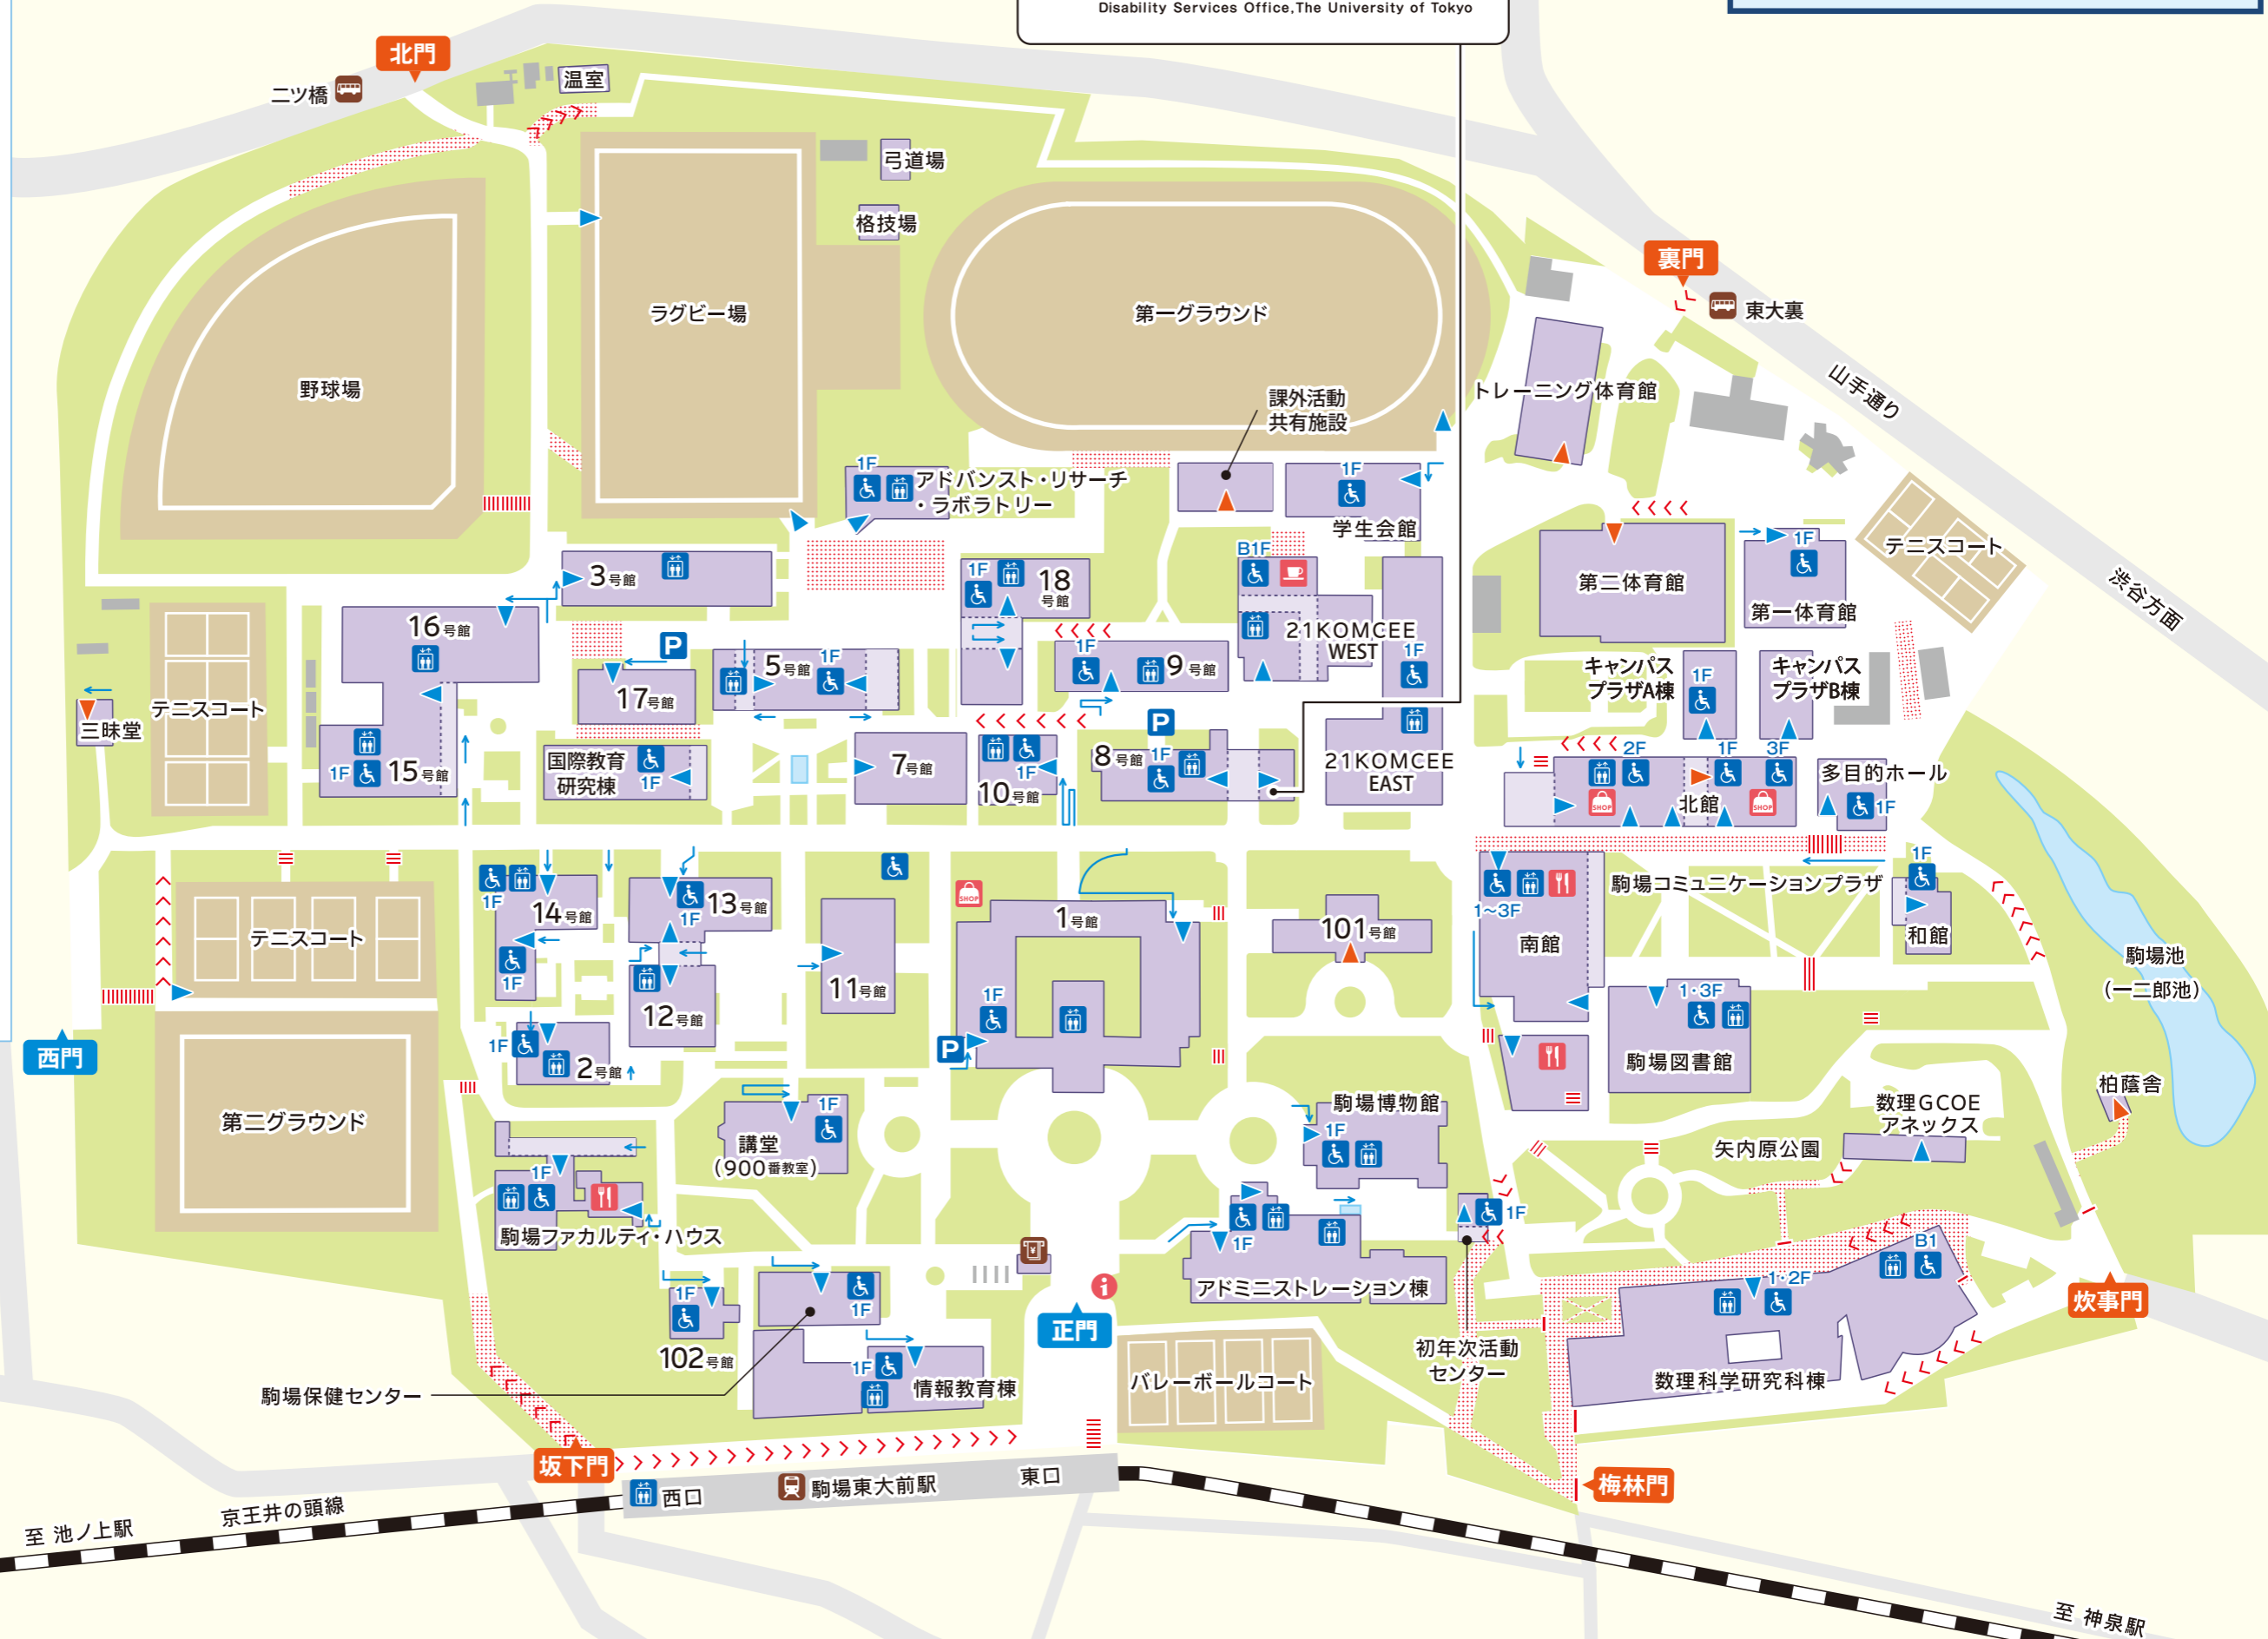 Disability Services Office,The University of Tokyo
北門
二ツ橋
温室
弓道場
格技場
裏門
東大裏
山手通り
渋谷方面
野球場
ラグビー場
第一グラウンド
トレーニング体育館
課外活動
共有施設
1F
アドバンスト・リサーチ
・ラボラトリー
1F
学生会館
テニスコート
3号館
1F
18
号館
B1F
21KOMCEE
WEST
1F
第二体育館
1F
第一体育館
16号館
P
5号館
1F
1F
9号館
キャンパス
プラザA棟
1F
キャンパス
プラザB棟
テニスコート
三昧堂
17号館
P
1F
15号館
国際教育
研究棟
1F
7号館
1F
10号館
8号館
1F
21KOMCEE
EAST
2F
1F
3F
SHOP
北館
SHOP
多目的ホール
1F
1F
14号館
1F
1F
13号館
SHOP
1号館
101号館
1~3F
南館
駒場コミュニケーションプラザ
1F
和館
テニスコート
11号館
12号館
1F
P
1・3F
駒場図書館
駒場池
(一二郎池)
西門
1F
2号館
第二グラウンド
1F
講堂
(900番教室)
駒場博物館
1F
数理GCOE
アネックス
柏蔭舎
矢内原公園
1F
駒場ファカルティ・ハウス
1F
1F
アドミニストレーション棟
B1
1・2F
数理科学研究科棟
炊事門
1F
102号館
1F
駒場保健センター
1F
情報教育棟
正門
バレーボールコート
初年次活動
センター
坂下門
西口
駒場東大前駅
東口
梅林門
至 池ノ上駅
京王井の頭線
至 神泉駅